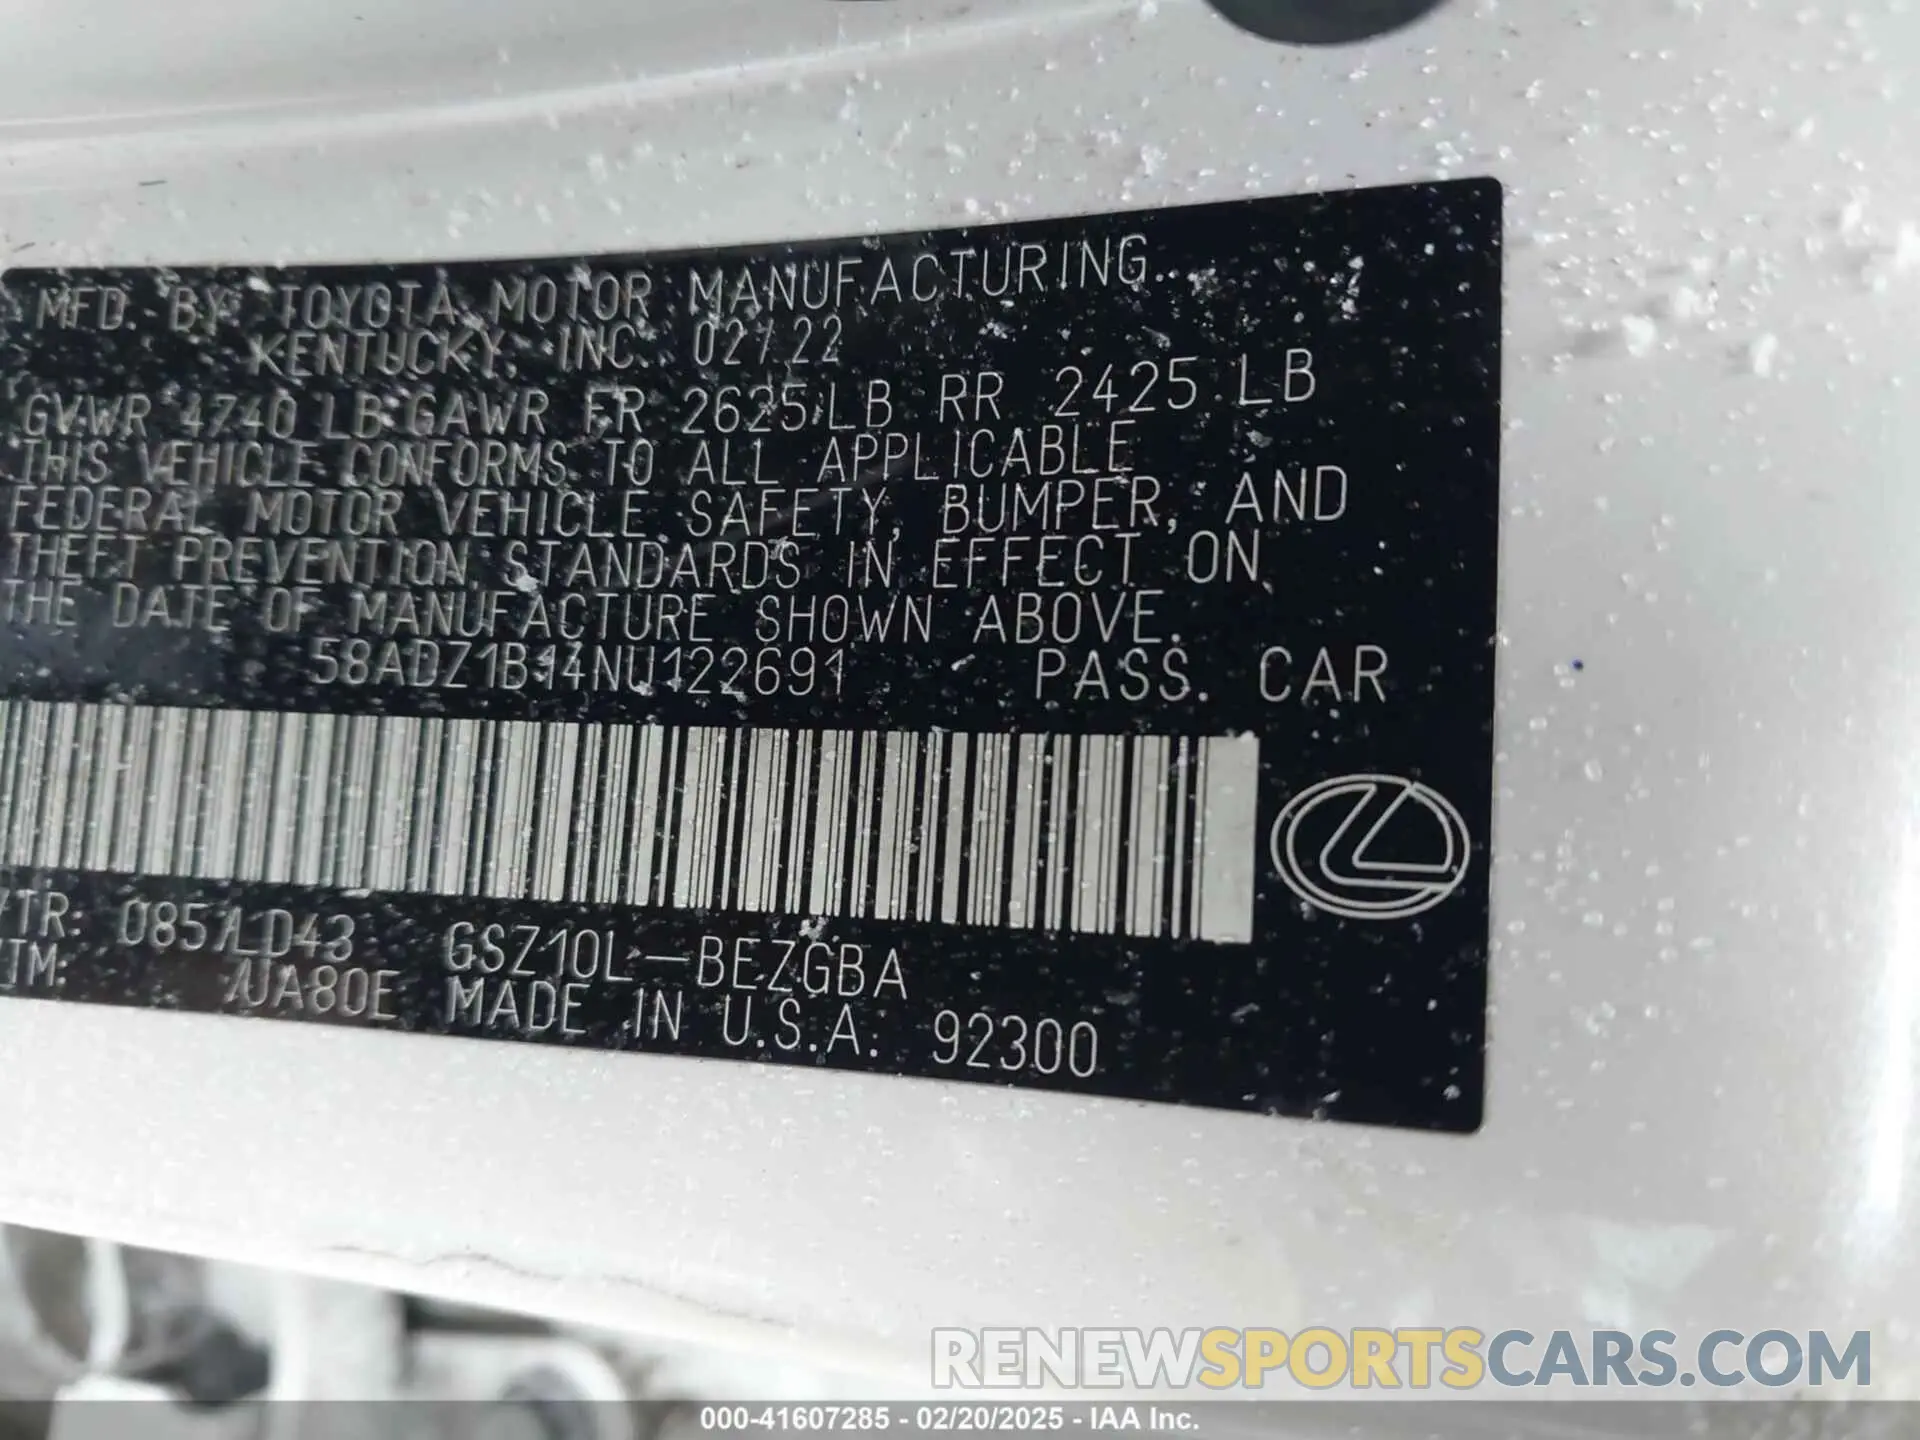 MFD. BY TOYOTA MOTOR MANUFACTURING
KENTUCKY, INC. 02/22
GVWR 4740 LB GAWR FR 2625 LB RR 2425 LB
THIS VEHICLE CONFORMS TO ALL APPLICABLE
FEDERAL MOTOR VEHICLE SAFETY, BUMPER, AND
THEFT PREVENTION STANDARDS IN EFFECT ON
THE DATE OF MANUFACTURE SHOWN ABOVE.
58ADZ1B14NU122691 PASS. CAR
/TR: 085/LD43 GSZ10L-BEZGBA
TM: /UA80E MADE IN U.S.A. 92300
RENEWSPORTSCARS.COM
000-41607285 - 02/20/2025 - IAA Inc.